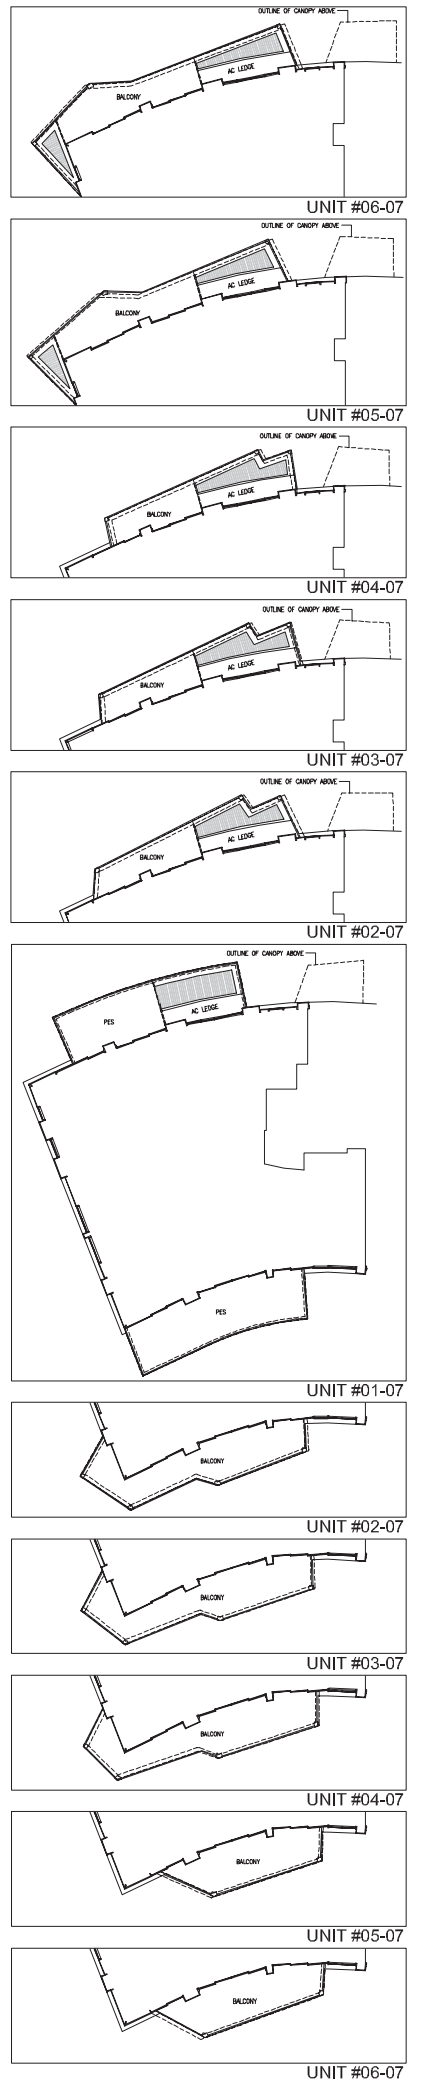 OUTLINE OF CANOPY ABOVE
AC LEDGE
BALCONY
UNIT #06-07
OUTLINE OF CANOPY ABOVE
AC LEDGE
BALCONY
UNIT #05-07
OUTLINE OF CANOPY ABOVE
AC LEDGE
BALCONY
UNIT #04-07
OUTLINE OF CANOPY ABOVE
AC LEDGE
BALCONY
UNIT #03-07
OUTLINE OF CANOPY ABOVE
AC LEDGE
BALCONY
UNIT #02-07
OUTLINE OF CANOPY ABOVE
AC LEDGE
PES
PES
UNIT #01-07
BALCONY
UNIT #02-07
BALCONY
UNIT #03-07
BALCONY
UNIT #04-07
BALCONY
UNIT #05-07
BALCONY
UNIT #06-07